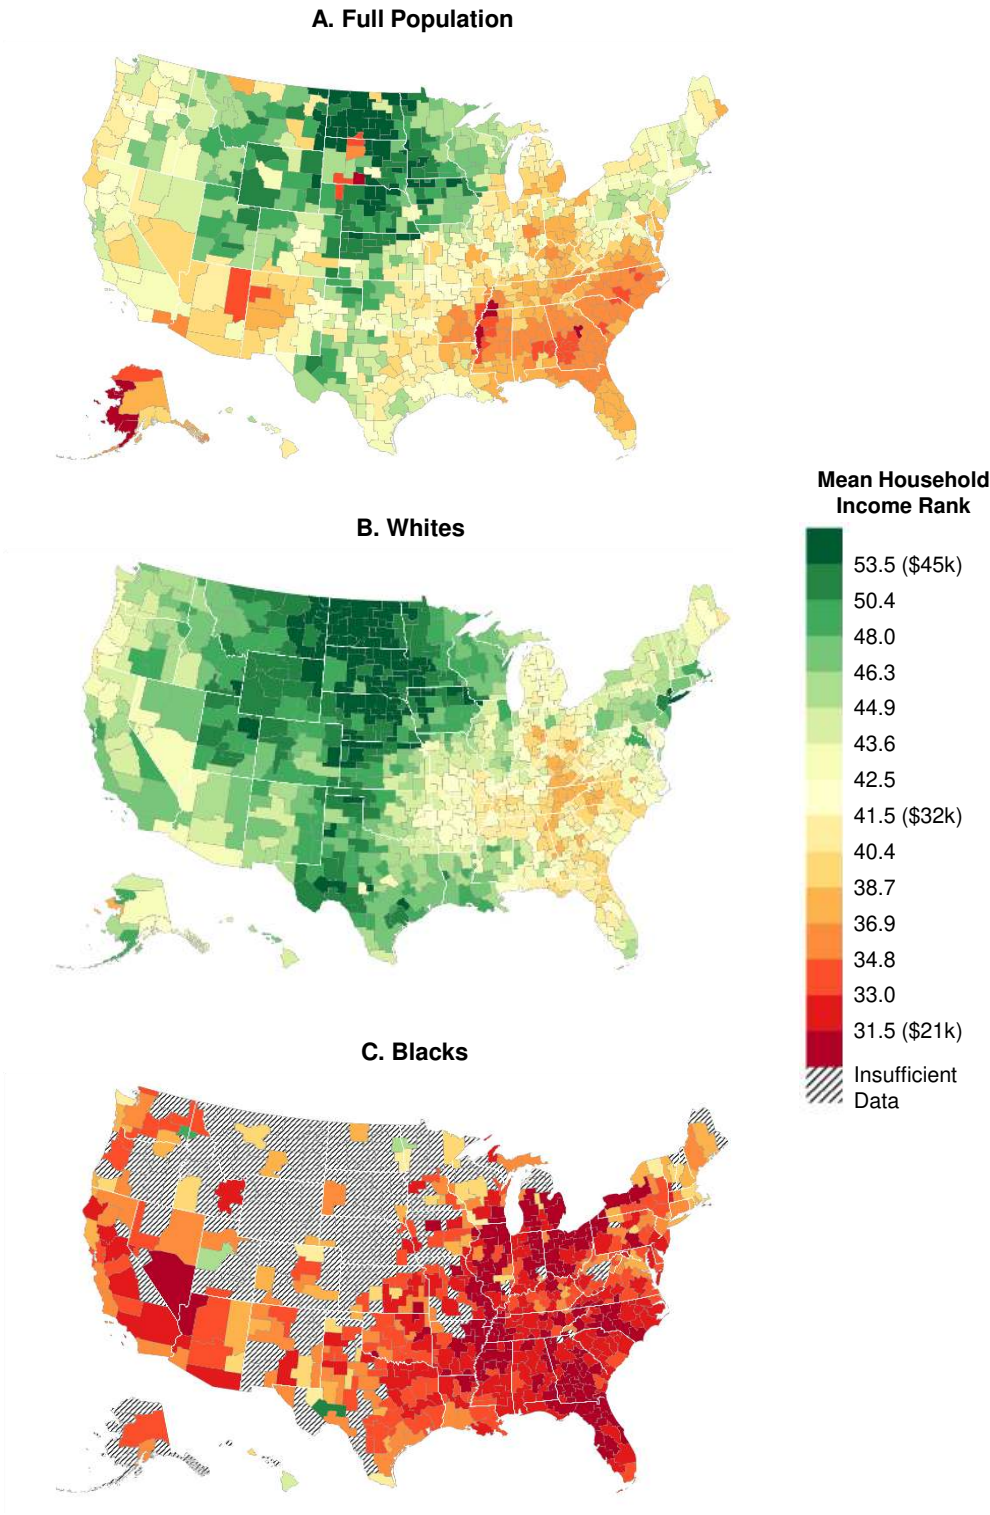 A. Full Population
Mean Household
Income Rank
53.5 ($45k)
50.4
48.0
46.3
44.9
43.6
42.5
41.5 ($32k)
40.4
38.7
36.9
34.8
33.0
31.5 ($21k)
Insufficient
Data
B. Whites
C. Blacks